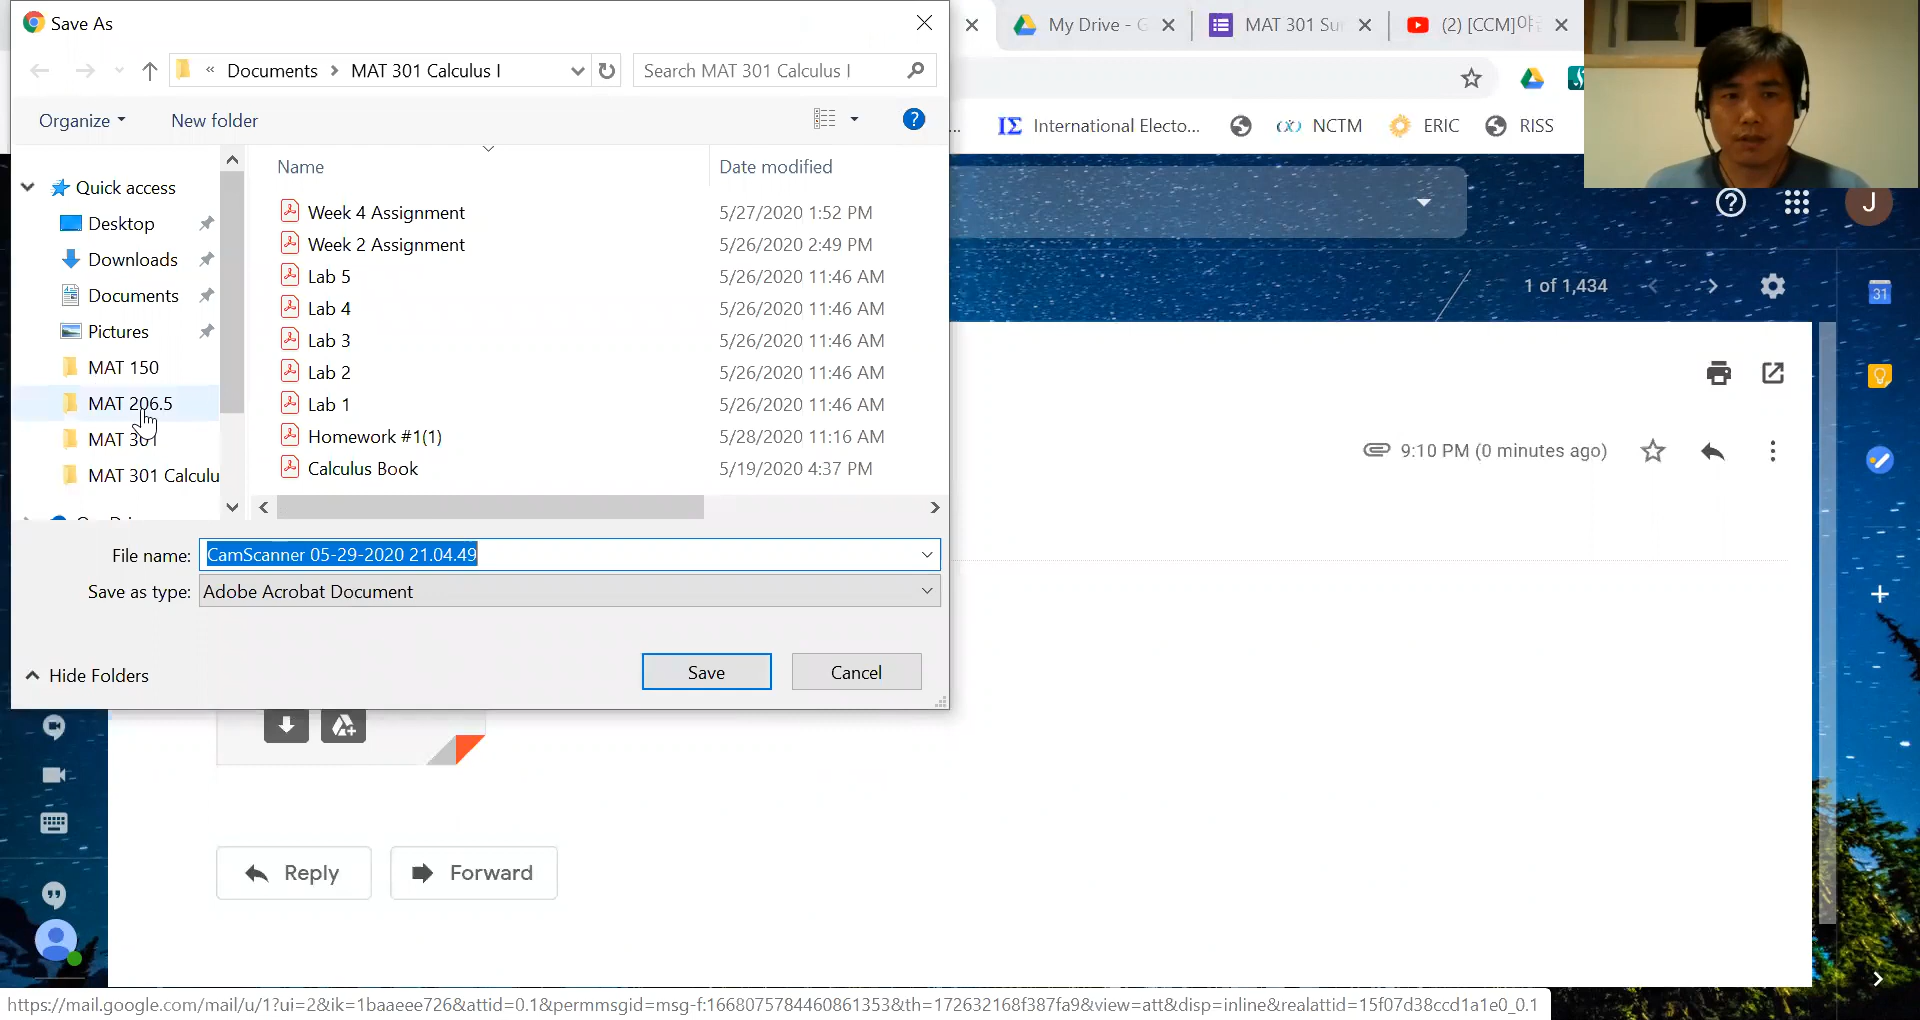 Save As
My Drive - G
MAT 301 Su
(2) [CCM]
« Documents > MAT 301 Calculus I
Search MAT 301 Calculus I
Organize
New folder
?
... International Electo...
NCTM
ERIC
RISS
Name
Date modified
Quick access
Desktop
Downloads
Documents
Pictures
MAT 150
MAT 206.5
MAT 301
MAT 301 Calculu
Week 4 Assignment 5/27/2020 1:52 PM
Week 2 Assignment 5/26/2020 2:49 PM
Lab 5 5/26/2020 11:46 AM
Lab 4 5/26/2020 11:46 AM
Lab 3 5/26/2020 11:46 AM
Lab 2 5/26/2020 11:46 AM
Lab 1 5/26/2020 11:46 AM
Homework #1(1) 5/28/2020 11:16 AM
Calculus Book 5/19/2020 4:37 PM
File name: CamScanner 05-29-2020 21.04.49
Save as type: Adobe Acrobat Document
Hide Folders
Save
Cancel
?
J
1 of 1,434
31
9:10 PM (0 minutes ago)
Reply
Forward
https://mail.google.com/mail/u/1?ui=2&ik=1baaeee726&attid=0.1&permmsgid=msg-f:1668075784460861353&th=172632168f387fa9&view=att&disp=inline&realattid=15f07d38ccd1a1e0_0.1